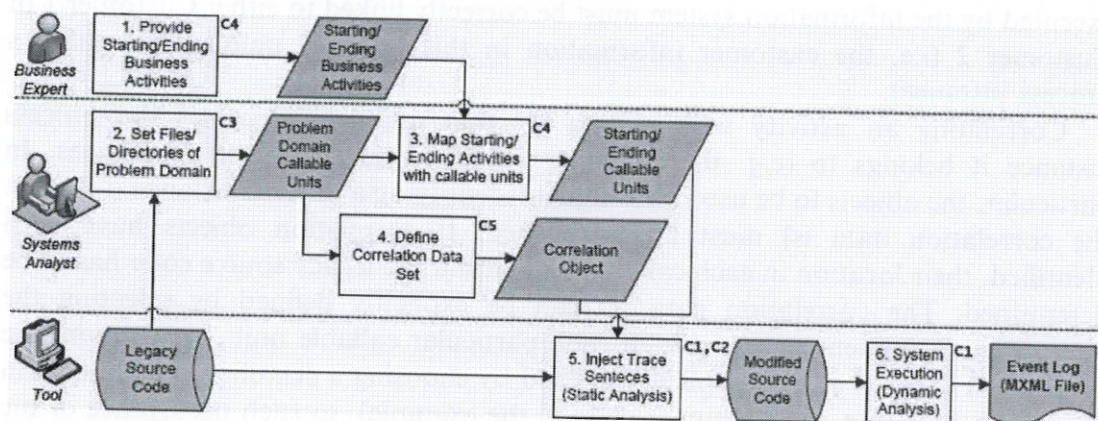 1. Provide
Starting/Ending
Business
Activities
C4
Starting/
Ending
Business
Activities
Business
Expert
2. Set Files/
Directories of
Problem Domain
C3
Problem
Domain
Callable
Units
3. Map Starting/
Ending Activities
with callable units
C4
Starting/
Ending
Callable
Units
Systems
Analyst
4. Define
Correlation Data
Set
C5
Correlation
Object
Tool
Legacy
Source
Code
5. Inject Trace
Senteces
(Static Analysis)
C1, C2
Modified
Source
Code
6. System
Execution
(Dynamic
Analysis)
C1
Event Log
(MXML File)